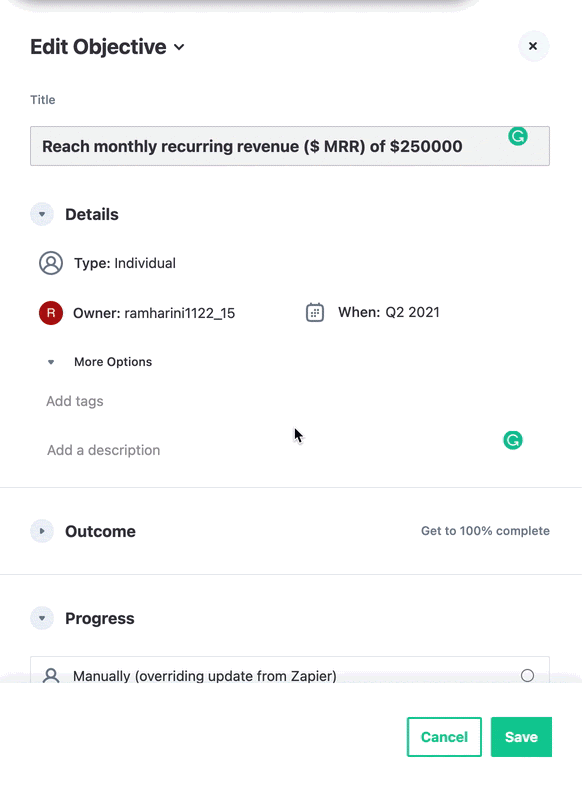 Edit Objective
Title
Reach monthly recurring revenue ($ MRR) of $250000
Details
Type: Individual
R Owner: ramharini1122_15 When: Q2 2021
More Options
Add tags
Add a description
Outcome Get to 100% complete
Progress
Manually (overriding update from Zapier)
Cancel Save